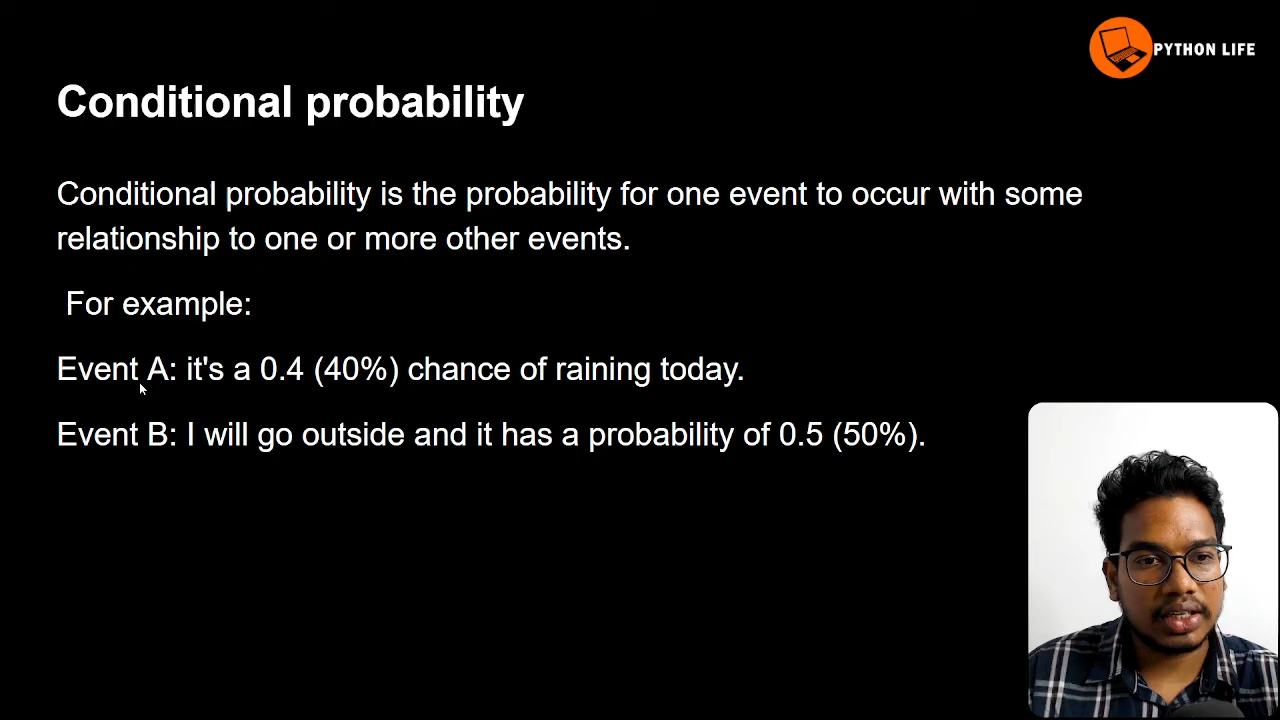 PYTHON LIFE
Conditional probability
Conditional probability is the probability for one event to occur with some
relationship to one or more other events.
For example:
Event A: it's a 0.4 (40%) chance of raining today.
Event B: I will go outside and it has a probability of 0.5 (50%).